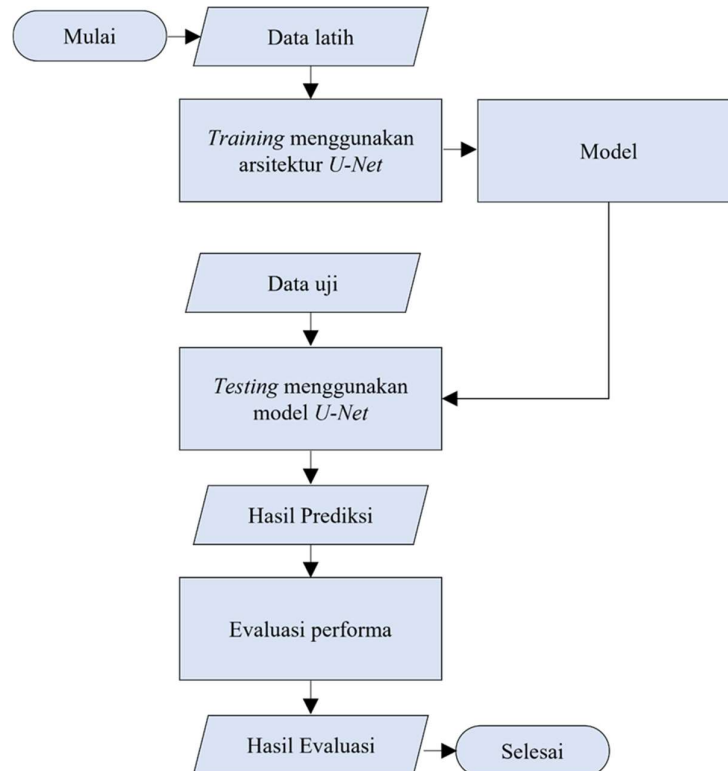 Mulai
Data latih
Training menggunakan
arsitektur U-Net
Model
Data uji
Testing menggunakan
model U-Net
Hasil Prediksi
Evaluasi performa
Hasil Evaluasi
Selesai